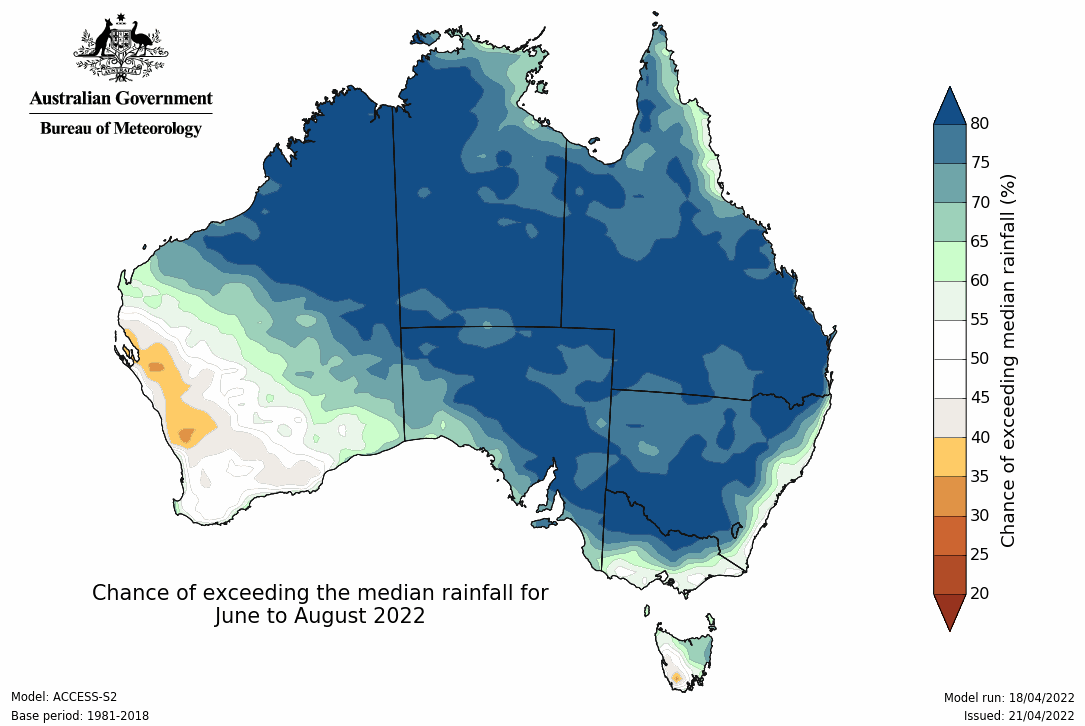 Australian Government
Bureau of Meteorology
80
75
70
65
60
55
50
45
40
35
30
25
20
Chance of exceeding median rainfall (%)
Chance of exceeding the median rainfall for
June to August 2022
Model: ACCESS-S2
Base period: 1981-2018
Model run: 18/04/2022
Issued: 21/04/2022